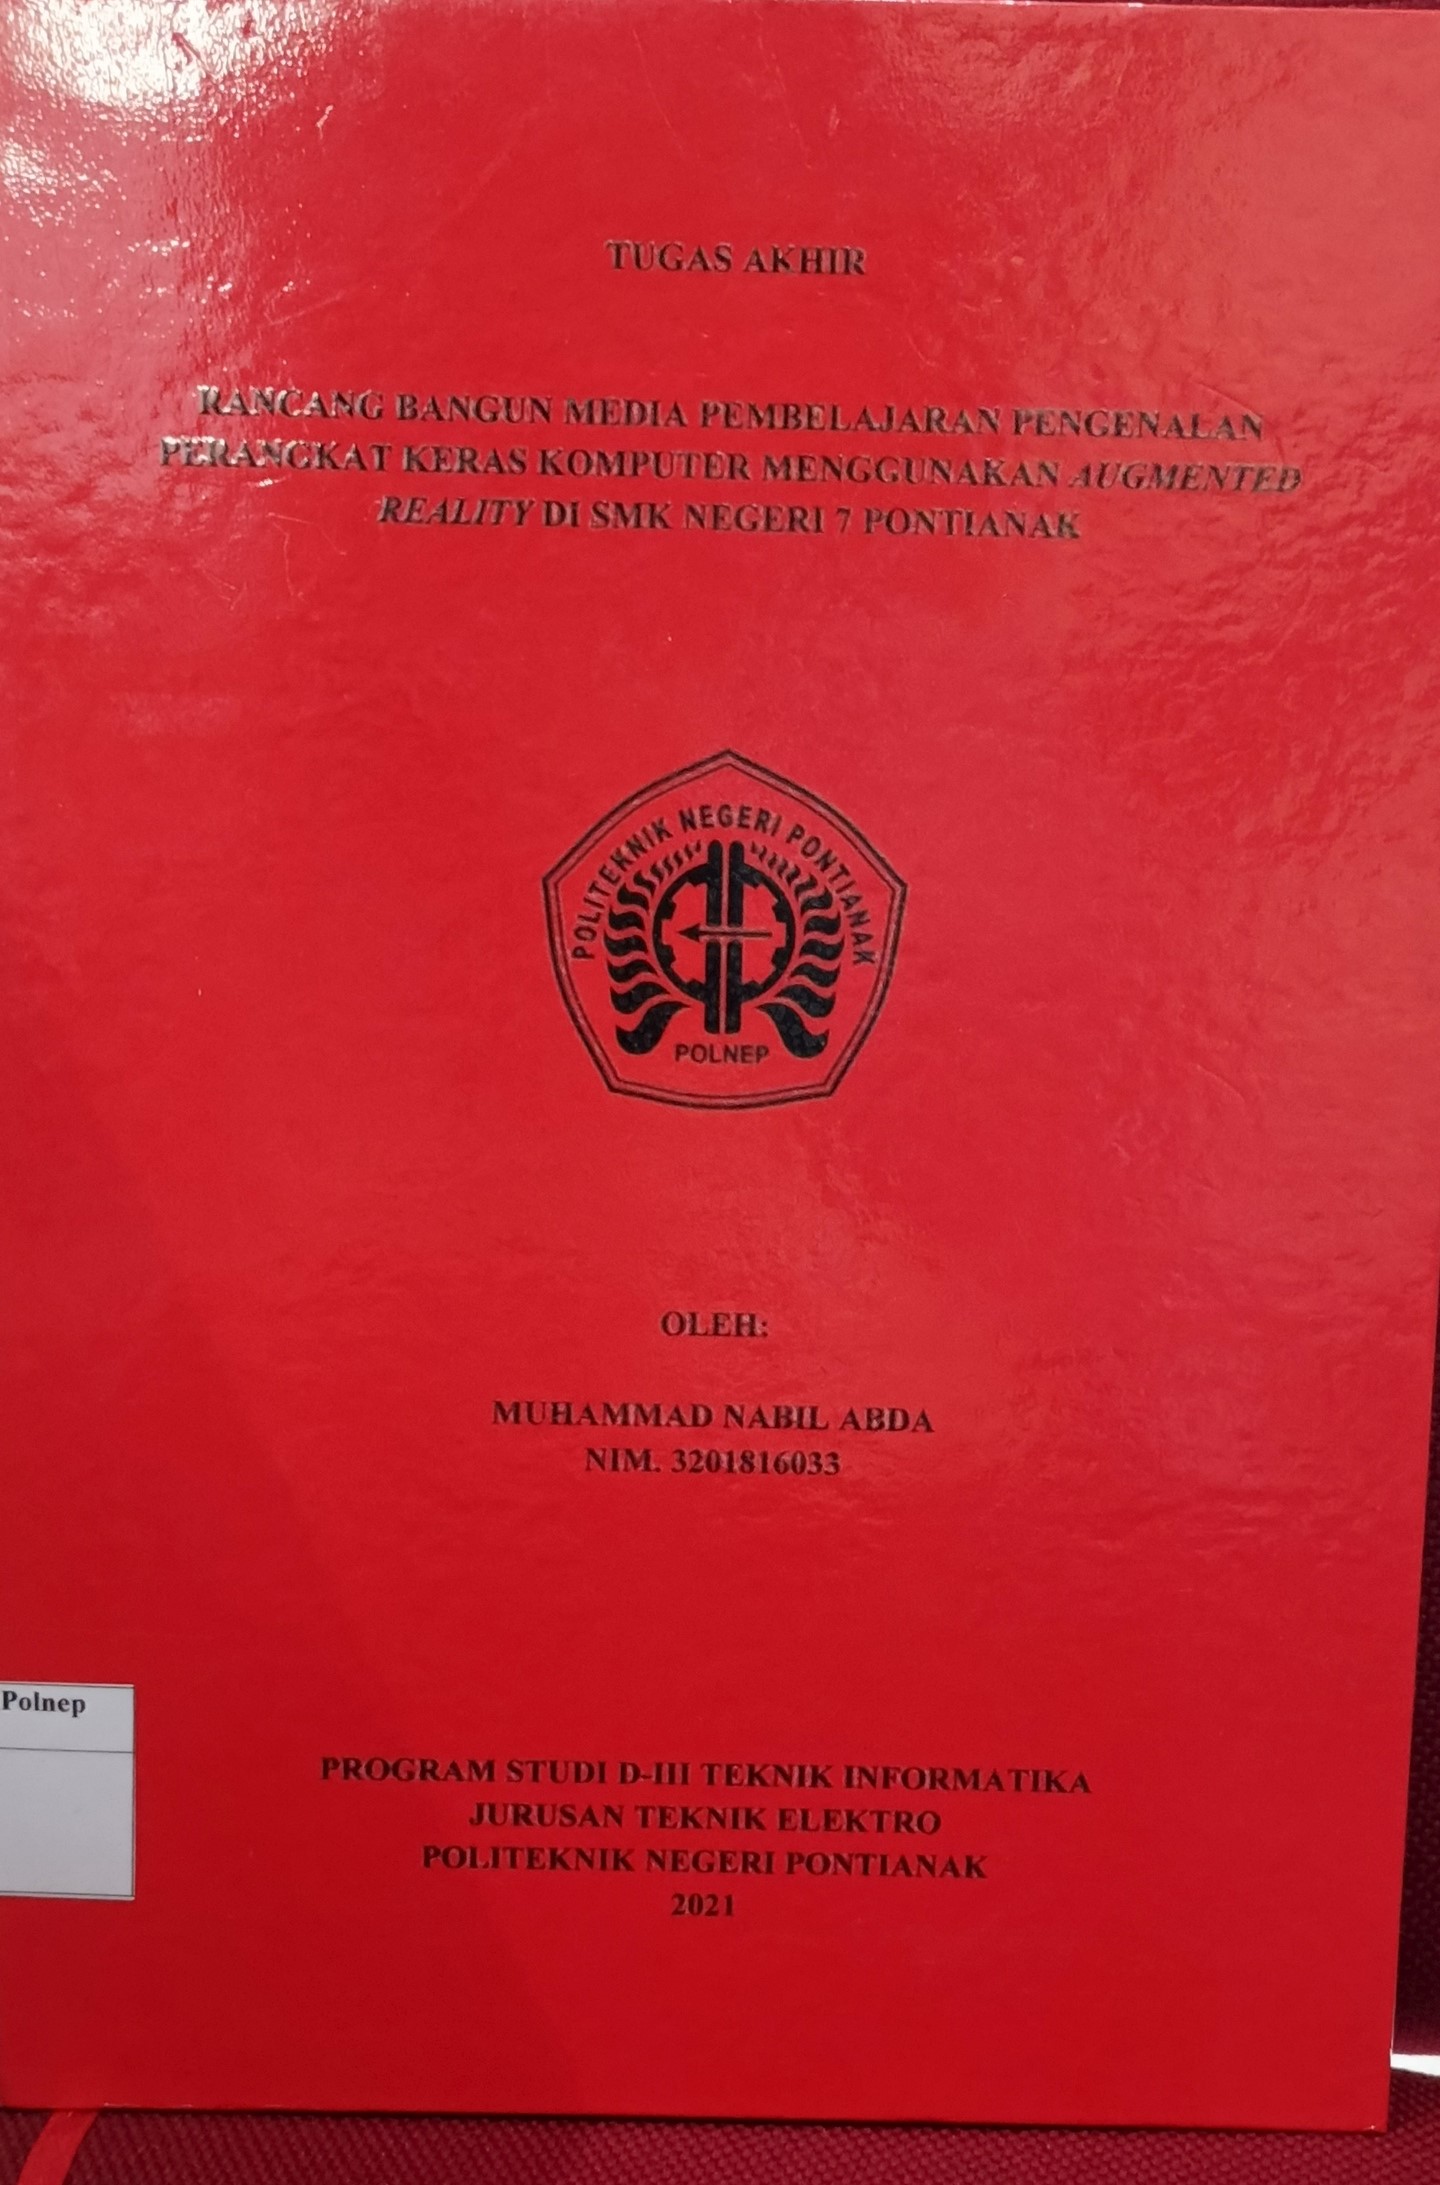 TUGAS AKHIR
RANCANG BANGUN MEDIA PEMBELAJARAN PENGENALAN
PERANGKAT KERAS KOMPUTER MENGGUNAKAN AUGMENTED
REALITY DI SMK NEGERI 7 PONTIANAK
POLITEKNIK NEGERI PONTIANAK
POLNEP
OLEH:
MUHAMMAD NABIL ABDA
NIM. 3201816033
Polnep
PROGRAM STUDI D-III TEKNIK INFORMATIKA
JURUSAN TEKNIK ELEKTRO
POLITEKNIK NEGERI PONTIANAK
2021